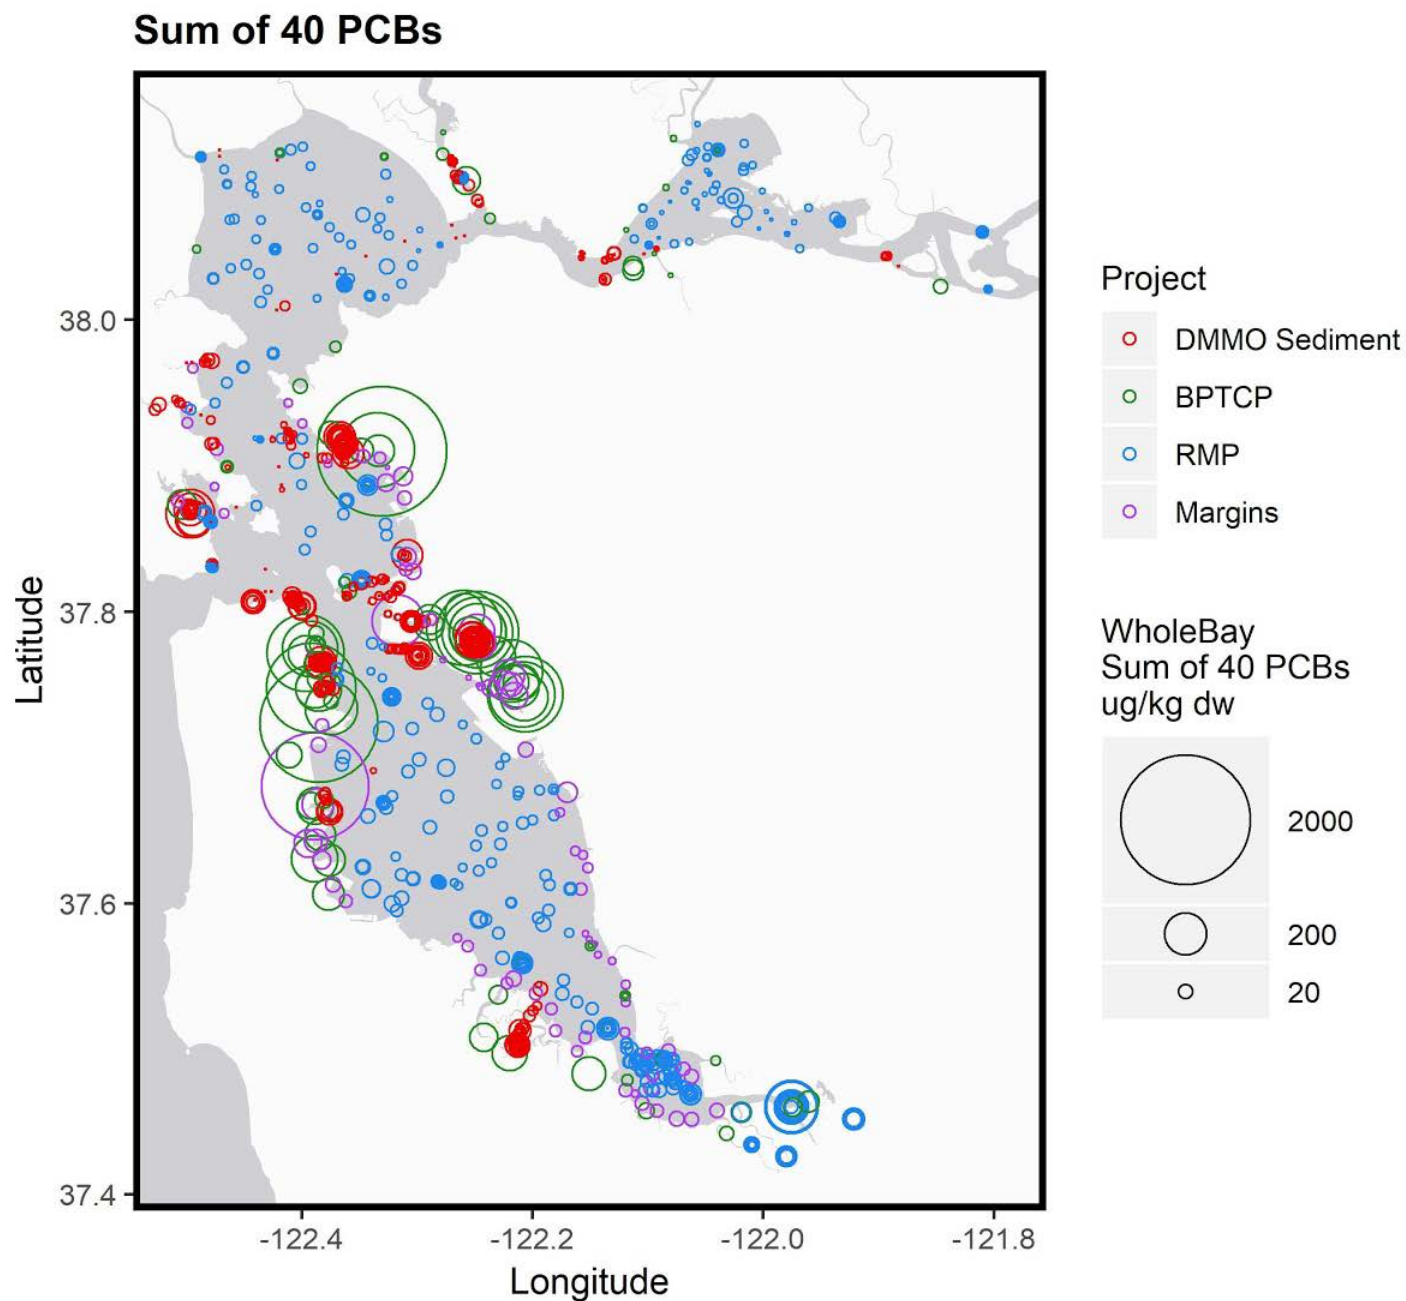 Sum of 40 PCBs
38.0
37.8
37.6
37.4
Latitude
-122.4
-122.2
-122.0
-121.8
Longitude
Project
DMMO Sediment
BPTCP
RMP
Margins
WholeBay
Sum of 40 PCBs
ug/kg dw
2000
200
20